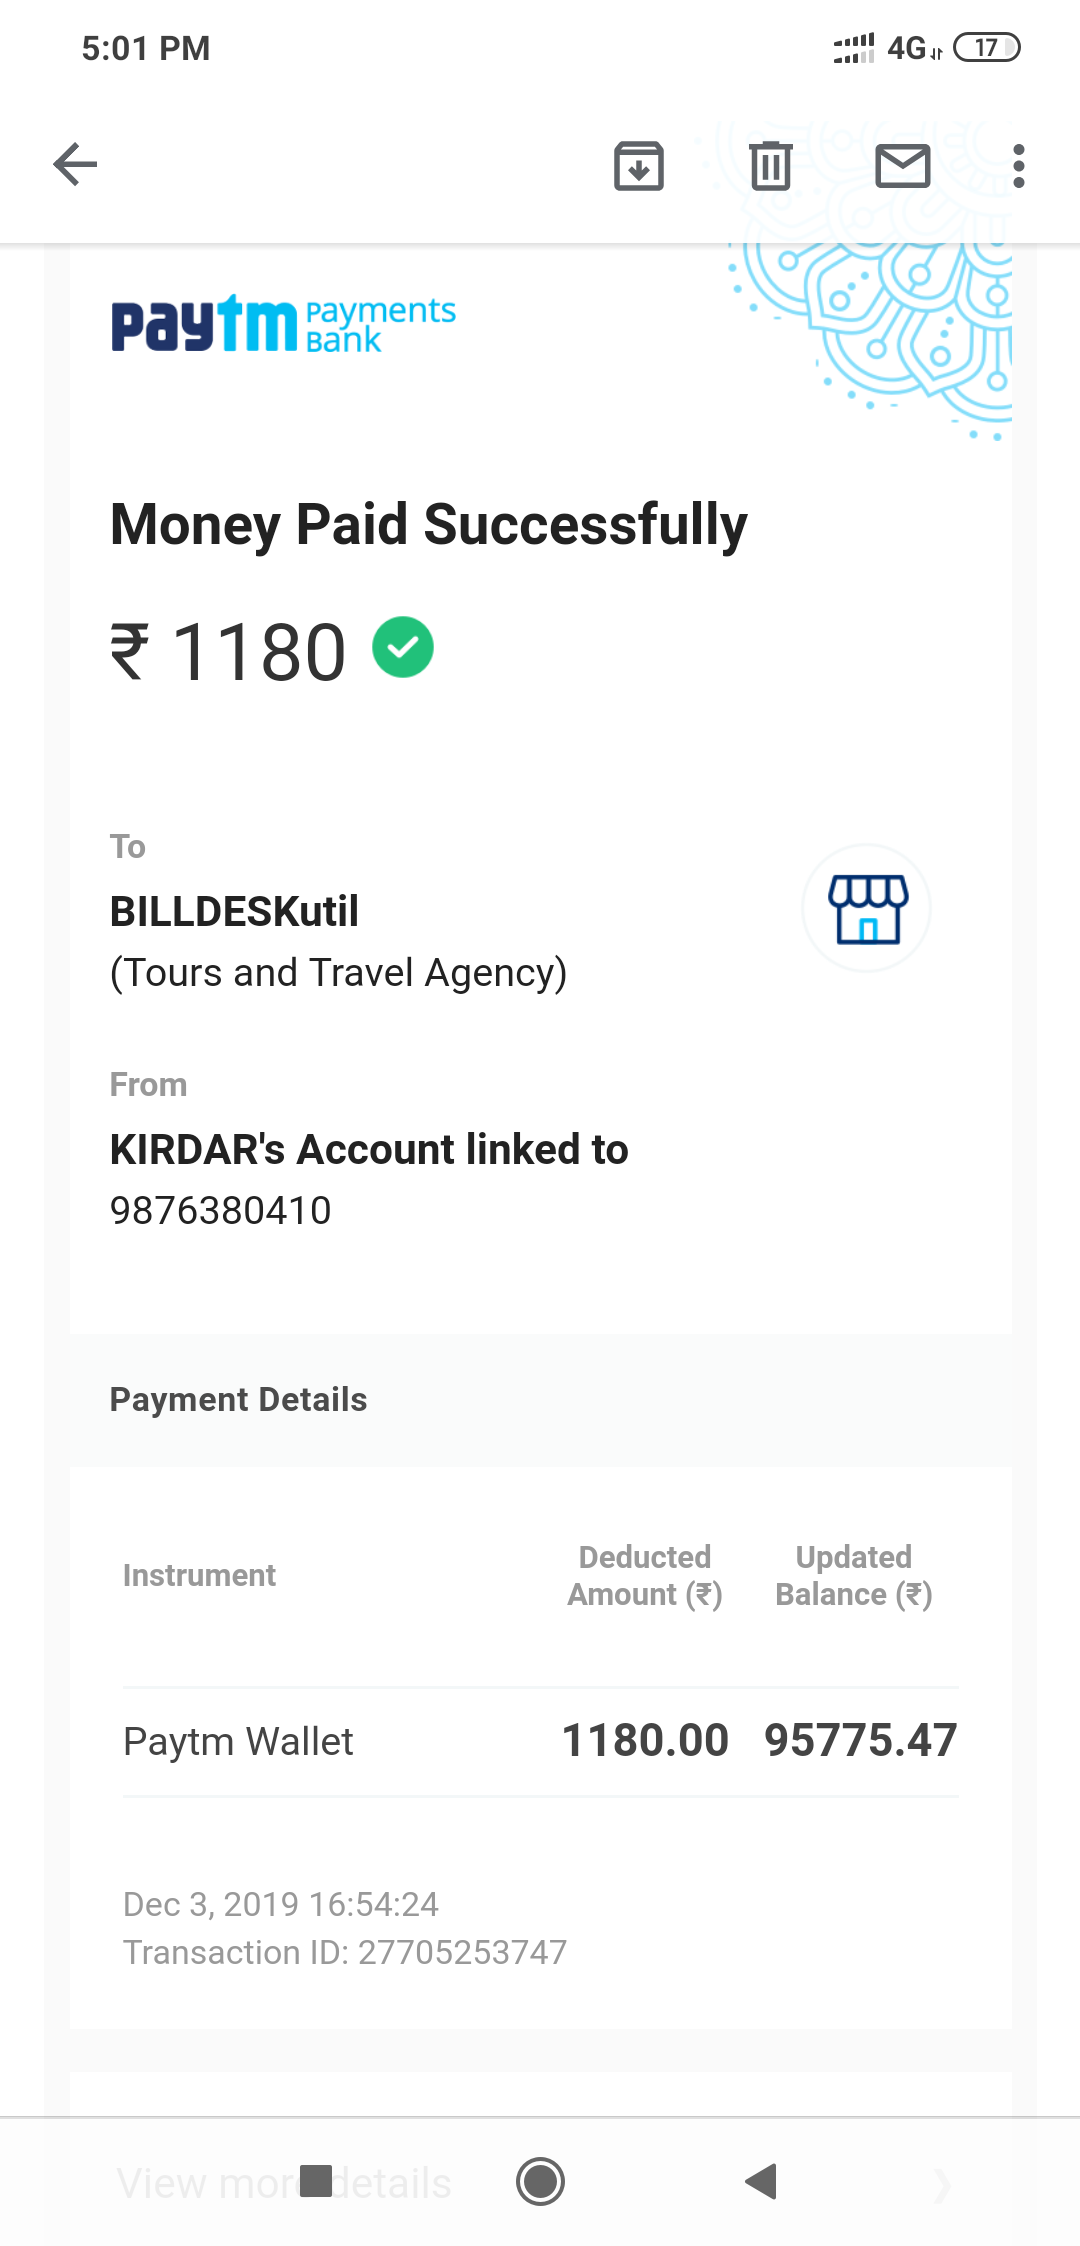 5:01 PM 4G 17
paytm Payments Bank
Money Paid Successfully
₹ 1180
To
BILLDESKutil
(Tours and Travel Agency)
From
KIRDAR's Account linked to
9876380410
Payment Details
Instrument Deducted Amount (₹) Updated Balance (₹)
Paytm Wallet 1180.00 95775.47
Dec 3, 2019 16:54:24
Transaction ID: 27705253747
View more details